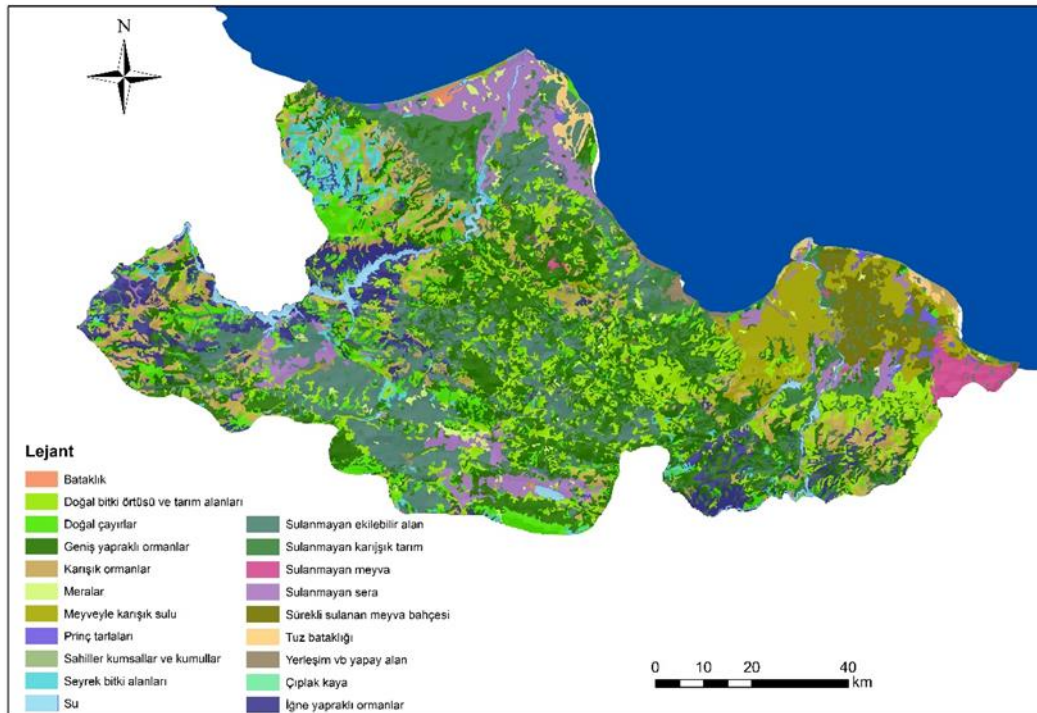 N
Lejant
Bataklık
Doğal bitki örtüsü ve tarım alanları
Doğal çayırlar
Geniş yapraklı ormanlar
Karışık ormanlar
Meralar
Meyveyle karışık sulu
Prinç tarlaları
Sahiller kumsallar ve kumullar
Seyrek bitki alanları
Su
Sulanmayan ekilebilir alan
Sulanmayan karıjşık tarım
Sulanmayan meyva
Sulanmayan sera
Sürekli sulanan meyva bahçesi
Tuz bataklığı
Yerleşim vb yapay alan
Çıplak kaya
İğne yapraklı ormanlar
0 10 20 40
km